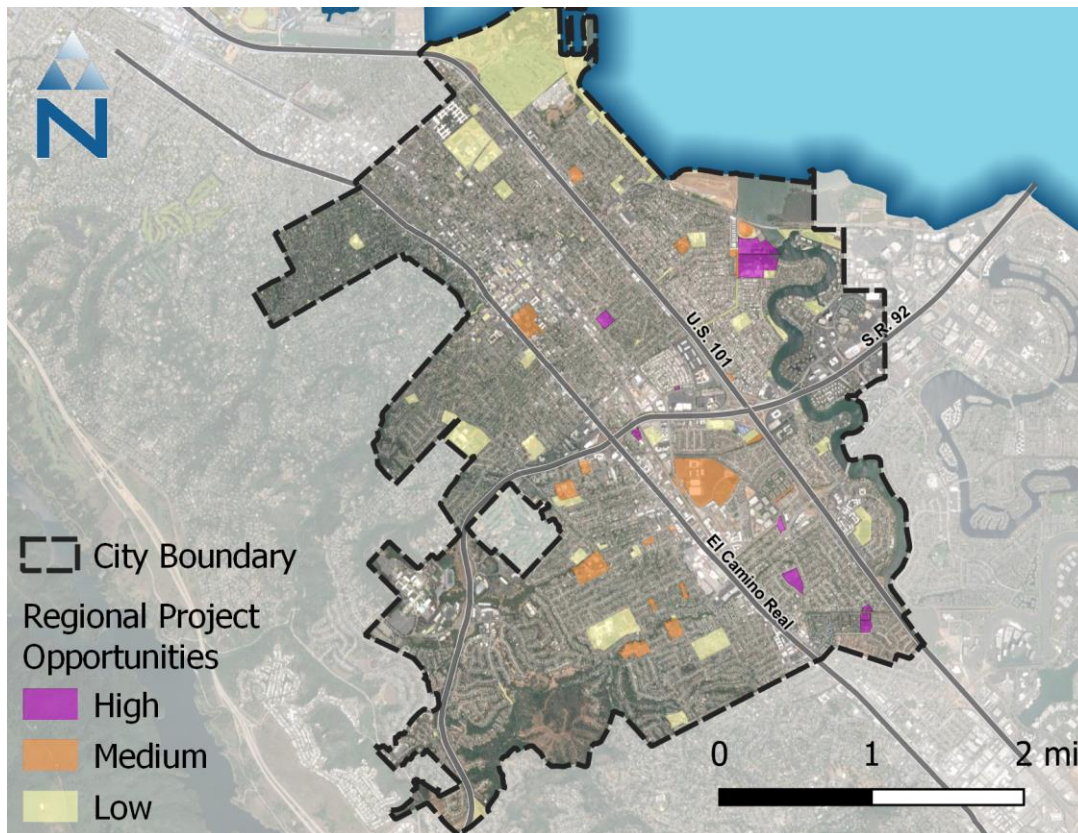 N
U.S. 101
S.R. 92
El Camino Real
City Boundary
Regional Project
Opportunities
High
Medium
Low
0 1 2 mi